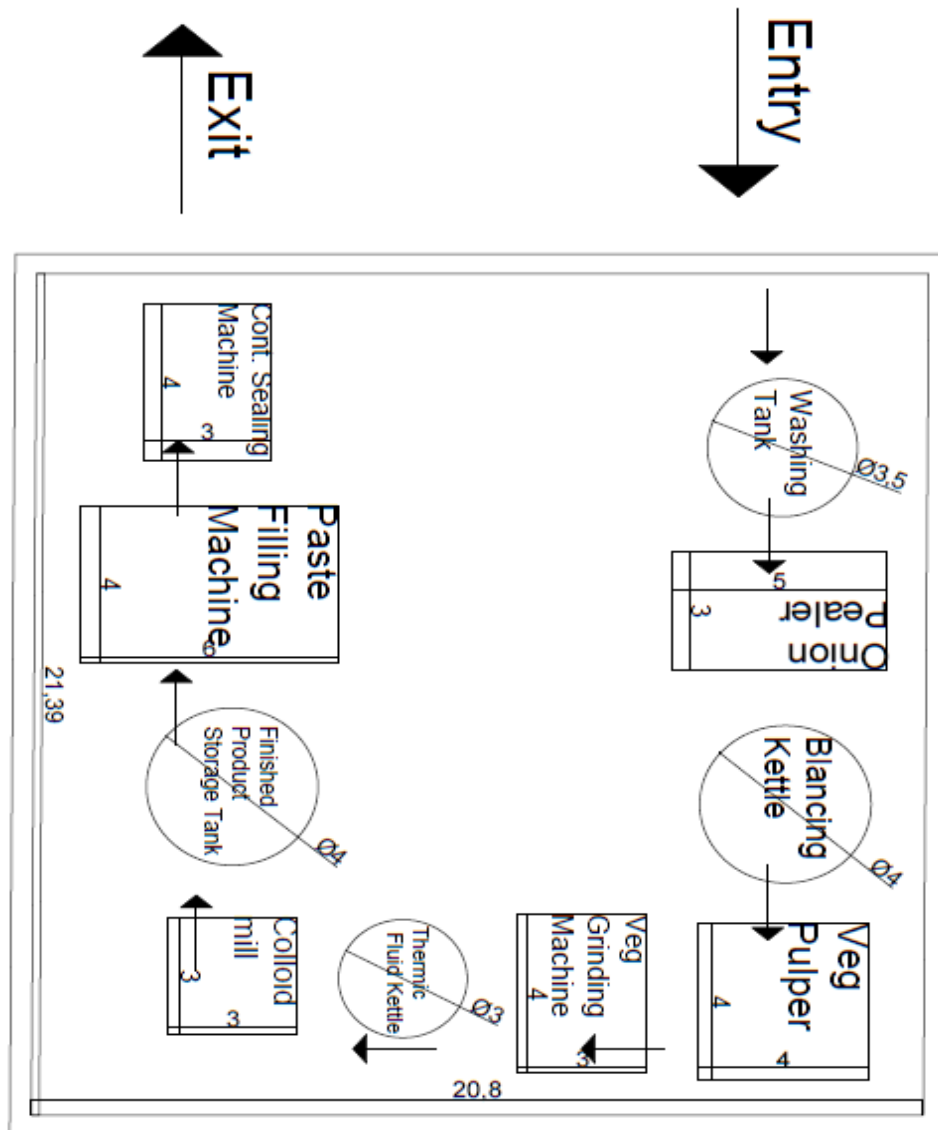 Entry
Exit
Washing
Tank
Ø3,5
5
3
Onion
Pealer
Blancing
Kettle
Ø4
Veg
Pulper
4
4
Veg
Grinding
Machine
4
3
Thermic
Fluid Kettle
Ø3
Colloid
mill
3
3
Finished
Product
Storage Tank
Ø4
Paste
Filling
Machine
4
6
Cont. Sealing
Machine
4
3
21,39
20,8